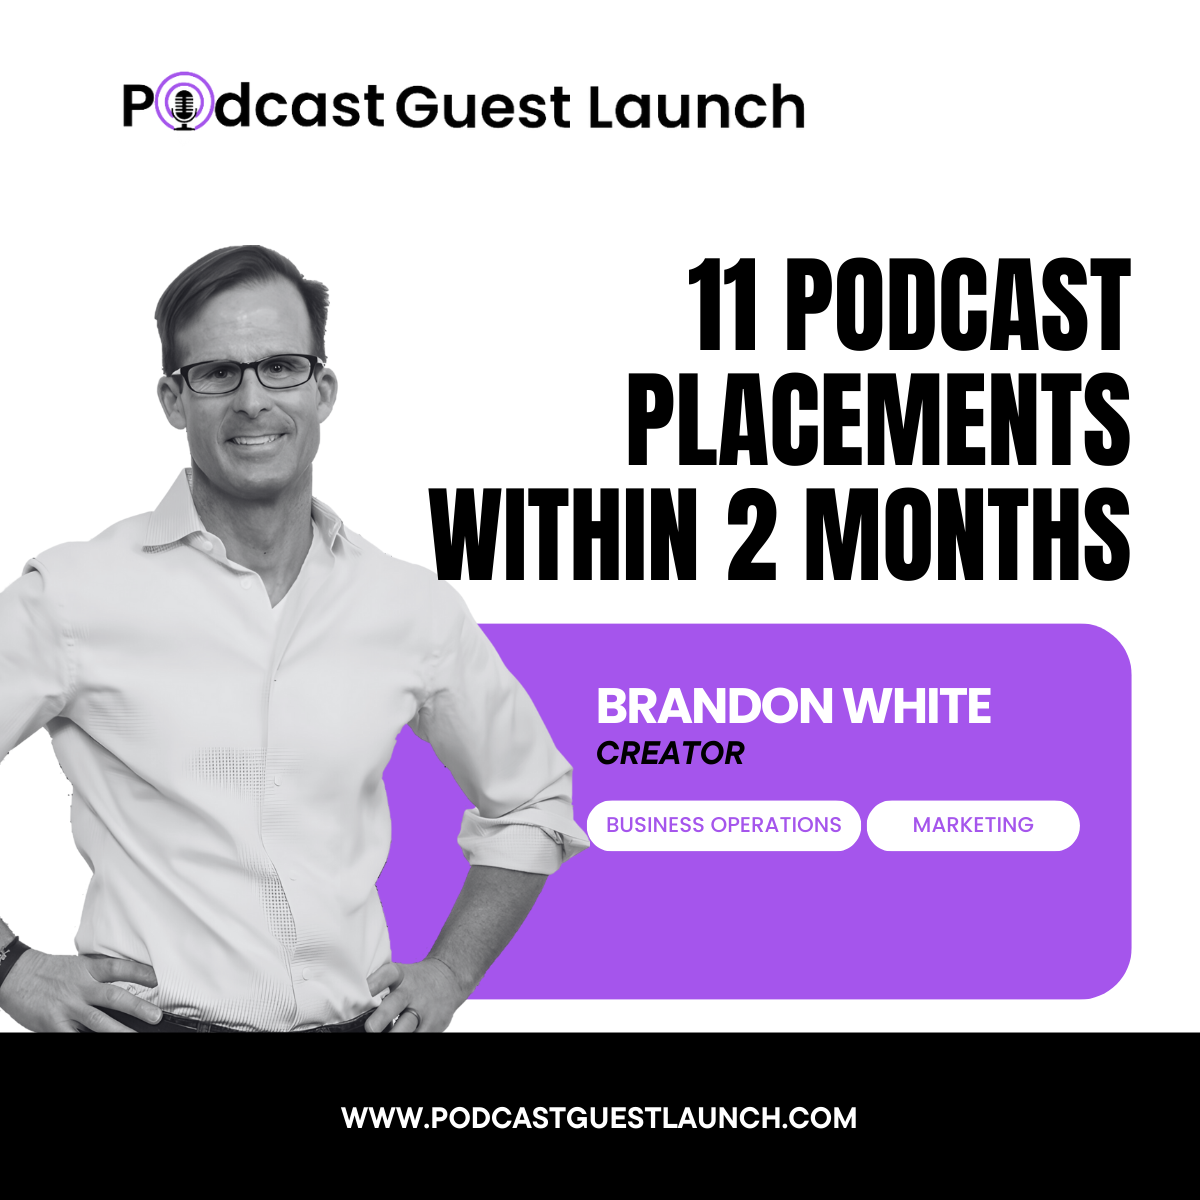 Podcast Guest Launch
11 PODCAST
PLACEMENTS
WITHIN 2 MONTHS
BRANDON WHITE
CREATOR
BUSINESS OPERATIONS
MARKETING
WWW.PODCASTGUESTLAUNCH.COM